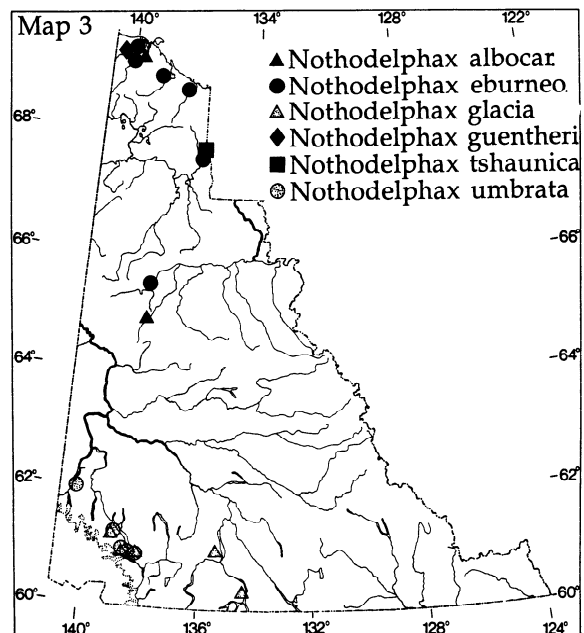 Map 3
140°
134°
128°
122°
▲Nothodelphax albocar.
●Nothodelphax eburneo.
Nothodelphax glacia
◆Nothodelphax guentheri
■Nothodelphax tshaunica
Nothodelphax umbrata
68°
66°
66°
64°
64°
62°
62°
60°
60°
140°
136°
132°
128°
124°